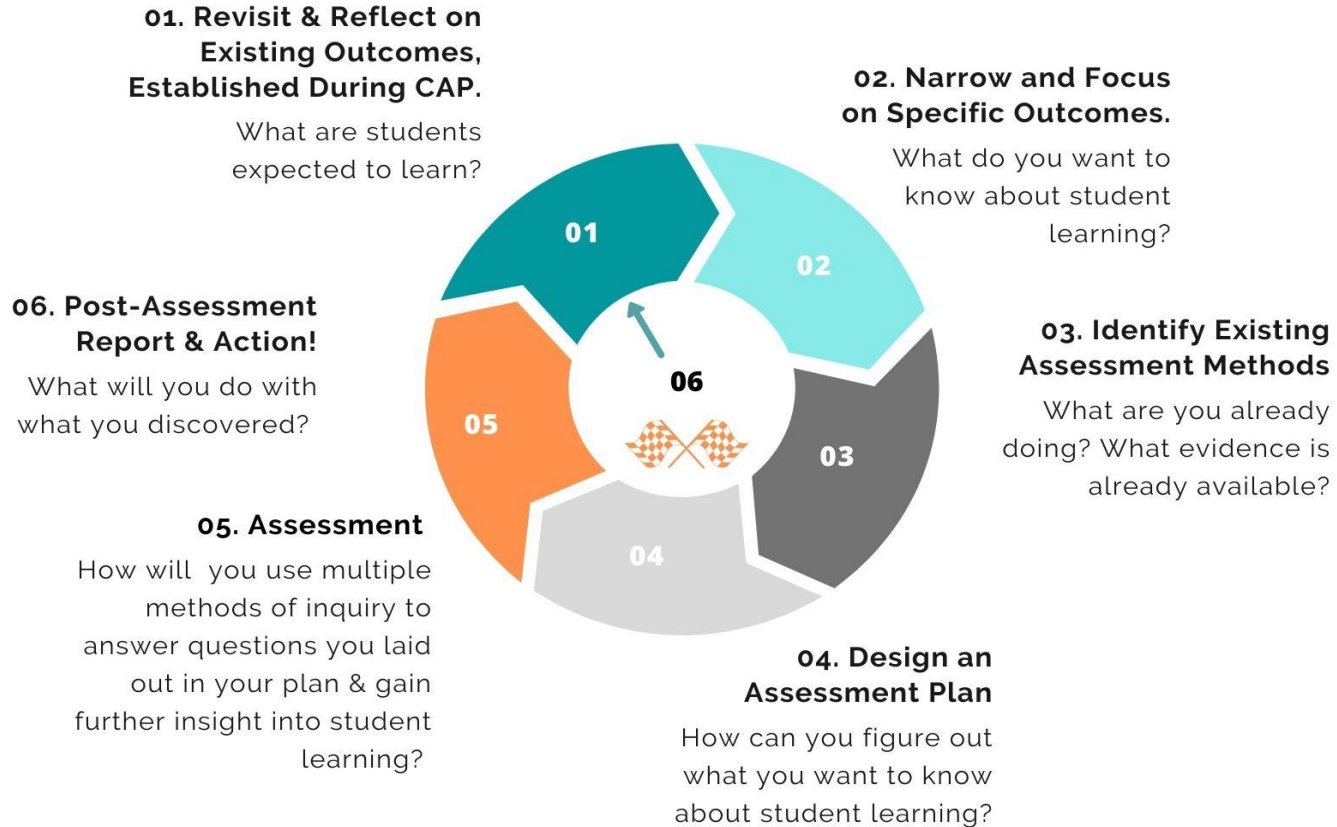 01. Revisit & Reflect on
Existing Outcomes,
Established During CAP.
What are students
expected to learn?
02. Narrow and Focus
on Specific Outcomes.
What do you want to
know about student
learning?
03. Identify Existing
Assessment Methods
What are you already
doing? What evidence is
already available?
04. Design an
Assessment Plan
How can you figure out
what you want to know
about student learning?
05. Assessment
How will  you use multiple
methods of inquiry to
answer questions you laid
out in your plan & gain
further insight into student
learning?
06. Post-Assessment
Report & Action!
What will you do with
what you discovered?
01
02
03
04
05
06